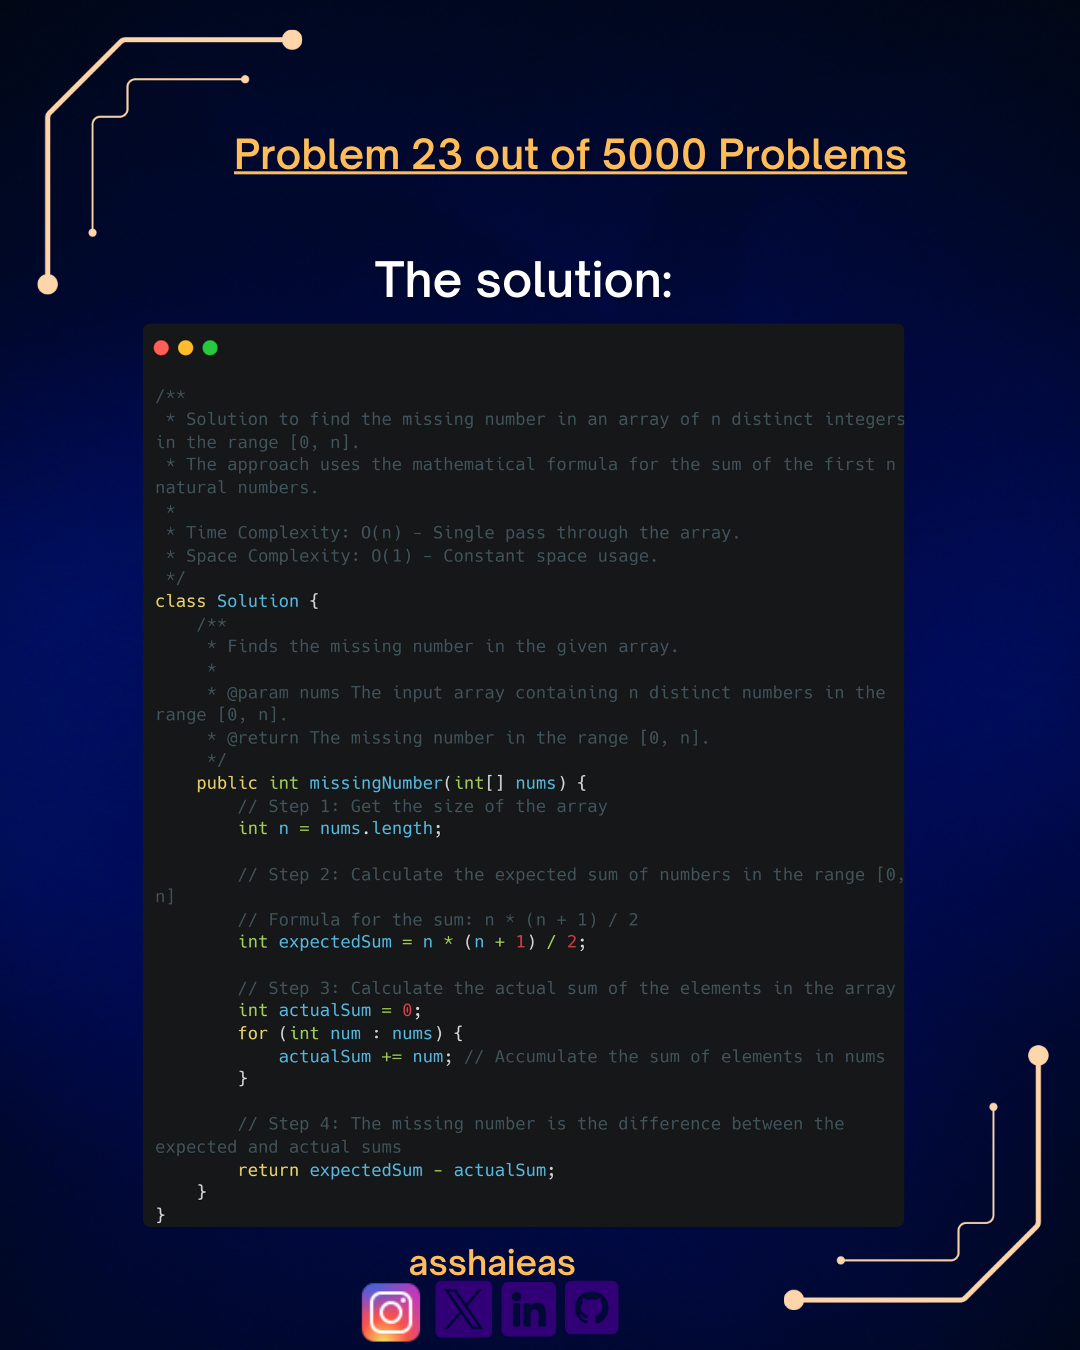 Problem 23 out of 5000 Problems
The solution:
/**
 * Solution to find the missing number in an array of n distinct integers
in the range [0, n].
 * The approach uses the mathematical formula for the sum of the first n
natural numbers.
 *
 * Time Complexity: O(n) - Single pass through the array.
 * Space Complexity: O(1) - Constant space usage.
 */
class Solution {
    /**
     * Finds the missing number in the given array.
     *
     * @param nums The input array containing n distinct numbers in the
range [0, n].
     * @return The missing number in the range [0, n].
     */
    public int missingNumber(int[] nums) {
        // Step 1: Get the size of the array
        int n = nums.length;
        // Step 2: Calculate the expected sum of numbers in the range [0,
n]
        // Formula for the sum: n * (n + 1) / 2
        int expectedSum = n * (n + 1) / 2;
        // Step 3: Calculate the actual sum of the elements in the array
        int actualSum = 0;
        for (int num : nums) {
            actualSum += num; // Accumulate the sum of elements in nums
        }
        // Step 4: The missing number is the difference between the
expected and actual sums
        return expectedSum - actualSum;
    }
}
asshaieas